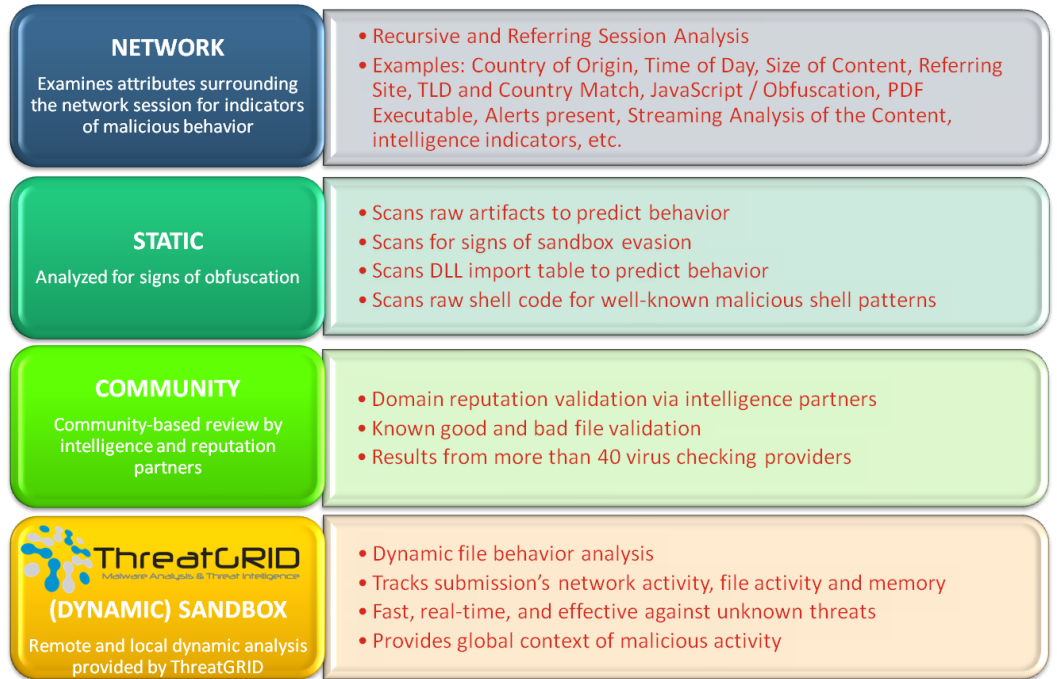 NETWORK
Examines attributes surrounding
the network session for indicators
of malicious behavior
• Recursive and Referring Session Analysis
• Examples: Country of Origin, Time of Day, Size of Content, Referring
Site, TLD and Country Match, JavaScript / Obfuscation, PDF
Executable, Alerts present, Streaming Analysis of the Content,
intelligence indicators, etc.
STATIC
Analyzed for signs of obfuscation
• Scans raw artifacts to predict behavior
• Scans for signs of sandbox evasion
• Scans DLL import table to predict behavior
• Scans raw shell code for well-known malicious shell patterns
COMMUNITY
Community-based review by
intelligence and reputation
partners
• Domain reputation validation via intelligence partners
• Known good and bad file validation
• Results from more than 40 virus checking providers
ThreatGRID
Malware Analysis & Threat Intelligence
(DYNAMIC) SANDBOX
Remote and local dynamic analysis
provided by ThreatGRID
• Dynamic file behavior analysis
• Tracks submission's network activity, file activity and memory
• Fast, real-time, and effective against unknown threats
• Provides global context of malicious activity